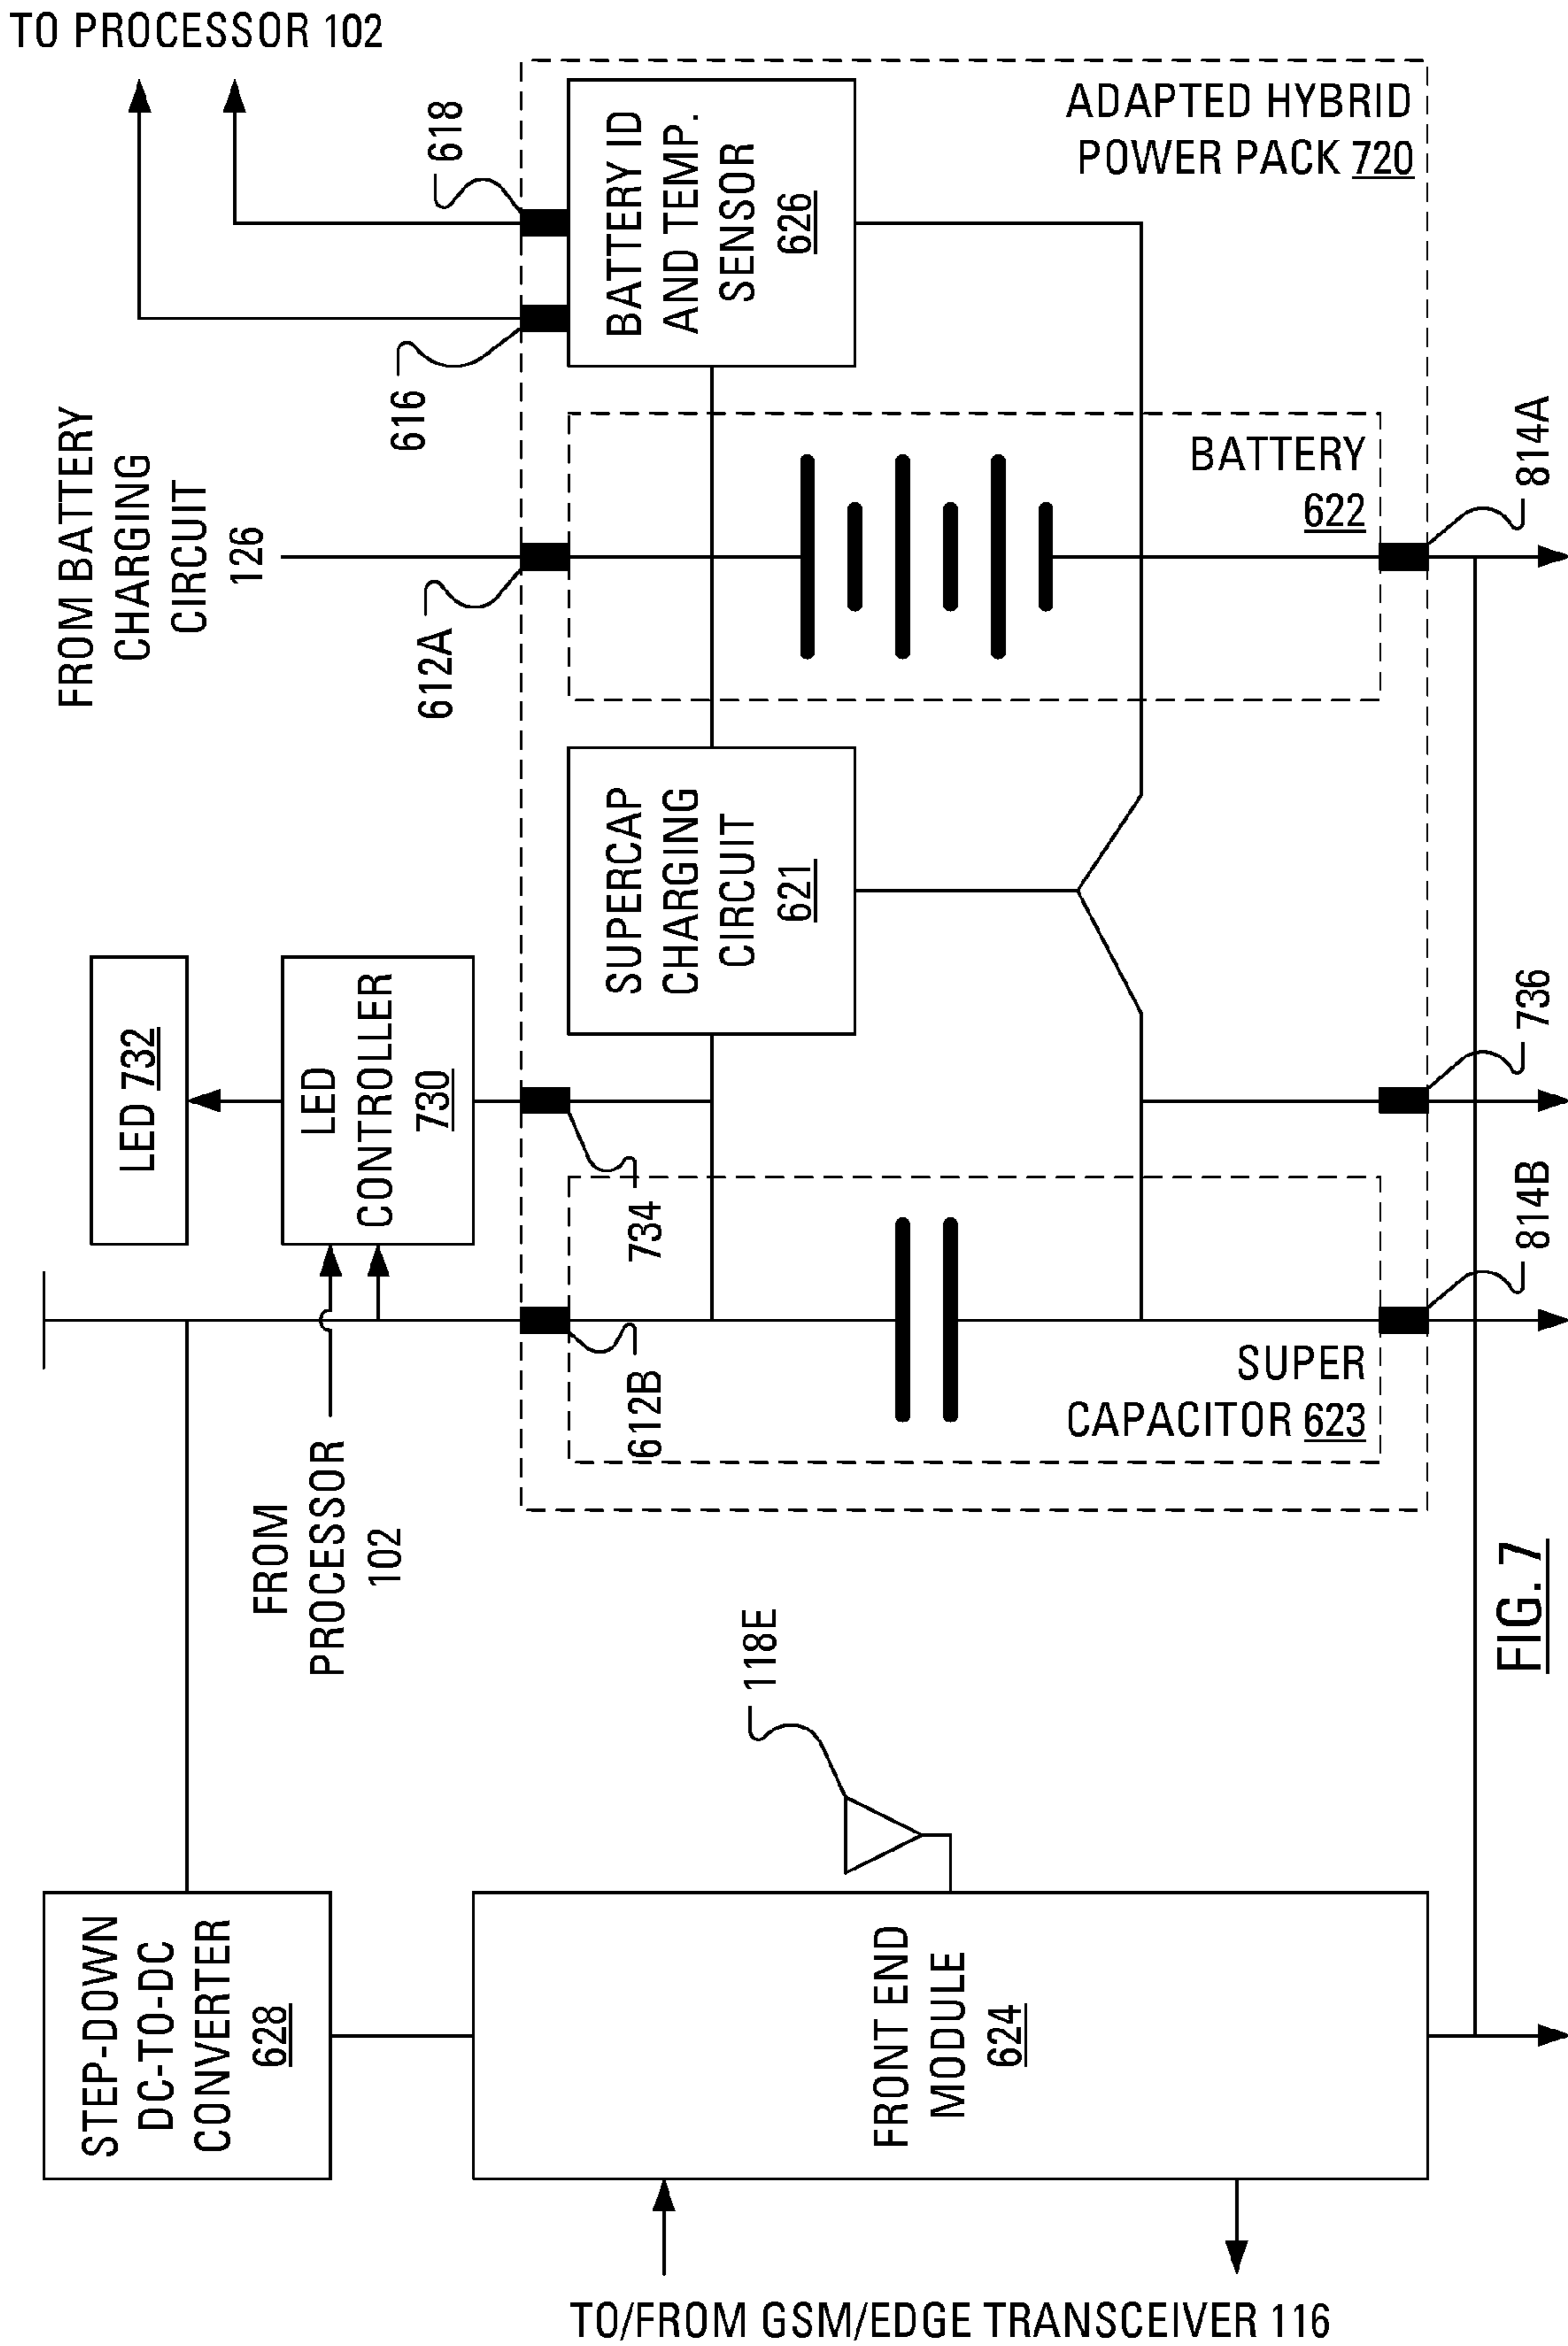 TO PROCESSOR 102
618
BATTERY ID
AND TEMP.
SENSOR
626
ADAPTED HYBRID
POWER PACK 720
616
FROM BATTERY
CHARGING
CIRCUIT
126
612A
BATTERY
622
814A
SUPERCAP
CHARGING
CIRCUIT
621
LED 732
LED
CONTROLLER
730
734
736
612B
SUPER
CAPACITOR 623
814B
FROM
PROCESSOR
102
118E
STEP-DOWN
DC-TO-DC
CONVERTER
628
FRONT END
MODULE
624
TO/FROM GSM/EDGE TRANSCEIVER 116
FIG. 7